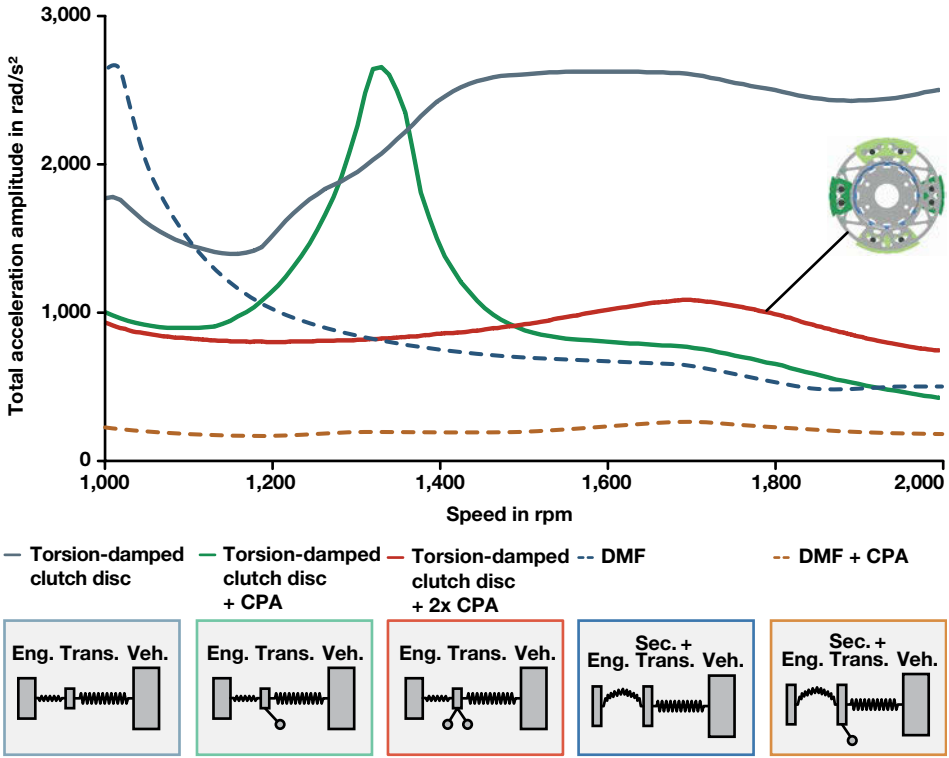 Total acceleration amplitude in rad/s²
3,000
2,000
1,000
0
1,000
1,200
1,400
1,600
1,800
2,000
Speed in rpm
Torsion-damped
clutch disc
Torsion-damped
clutch disc
+ CPA
Torsion-damped
clutch disc
+ 2x CPA
DMF
DMF + CPA
Eng. Trans. Veh.
Eng. Trans. Veh.
Eng. Trans. Veh.
Sec. +
Eng. Trans. Veh.
Sec. +
Eng. Trans. Veh.